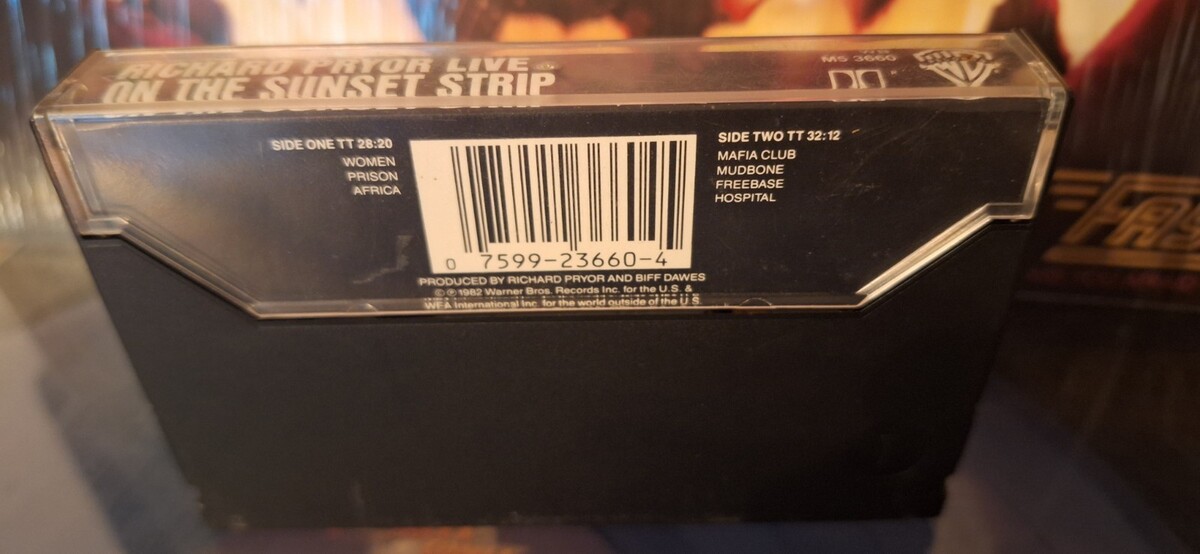 RICHARD PRYOR LIVE
ON THE SUNSET STRIP
M5 3660
SIDE ONE TT 28:20
WOMEN
PRISON
AFRICA
0 7599-23660-4
SIDE TWO TT 32:12
MAFIA CLUB
MUDBONE
FREEBASE
HOSPITAL
PRODUCED BY RICHARD PRYOR AND BIFF DAWES
© ℗ 1982 Warner Bros. Records Inc. for the U.S. &
WEA International Inc. for the world outside of the U.S.